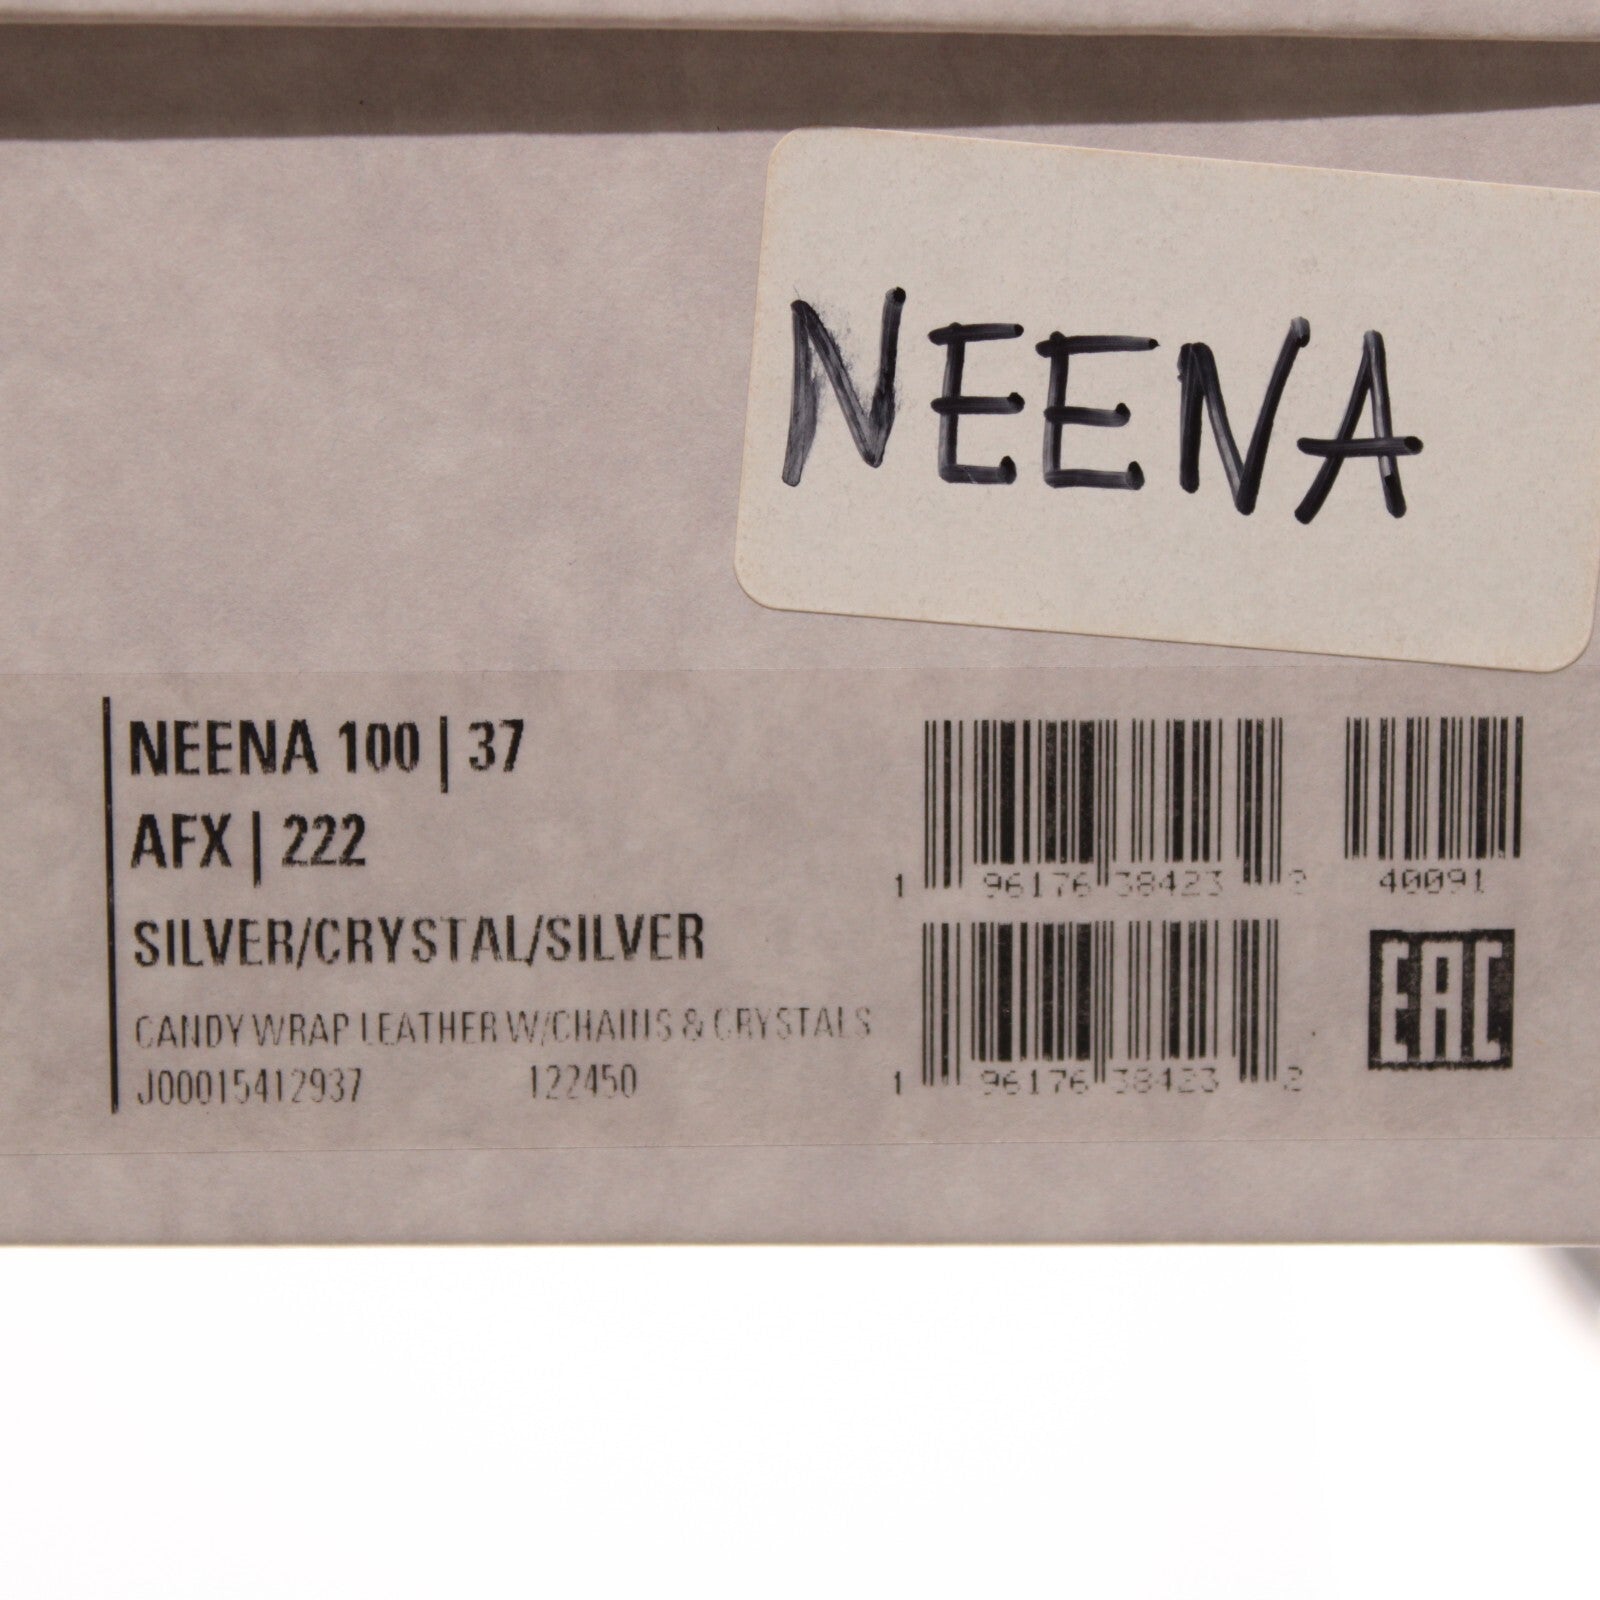 NEENA
NEENA 100 | 37
AFX | 222
SILVER/CRYSTAL/SILVER
CANDY WRAP LEATHER W/CHAINS & CRYSTALS
J00015412937 122450
1 96176 38423 2
40091
1 96176 38423 2
EAC